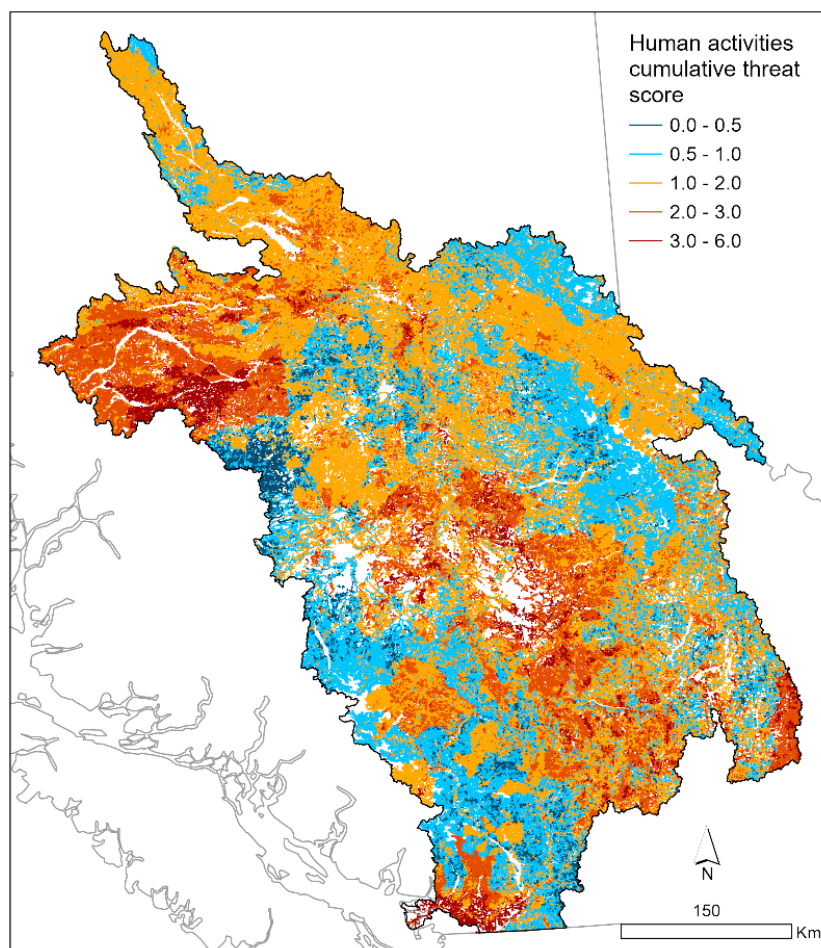 Human activities
cumulative threat
score
0.0 - 0.5
0.5 - 1.0
1.0 - 2.0
2.0 - 3.0
3.0 - 6.0
N
150
Km